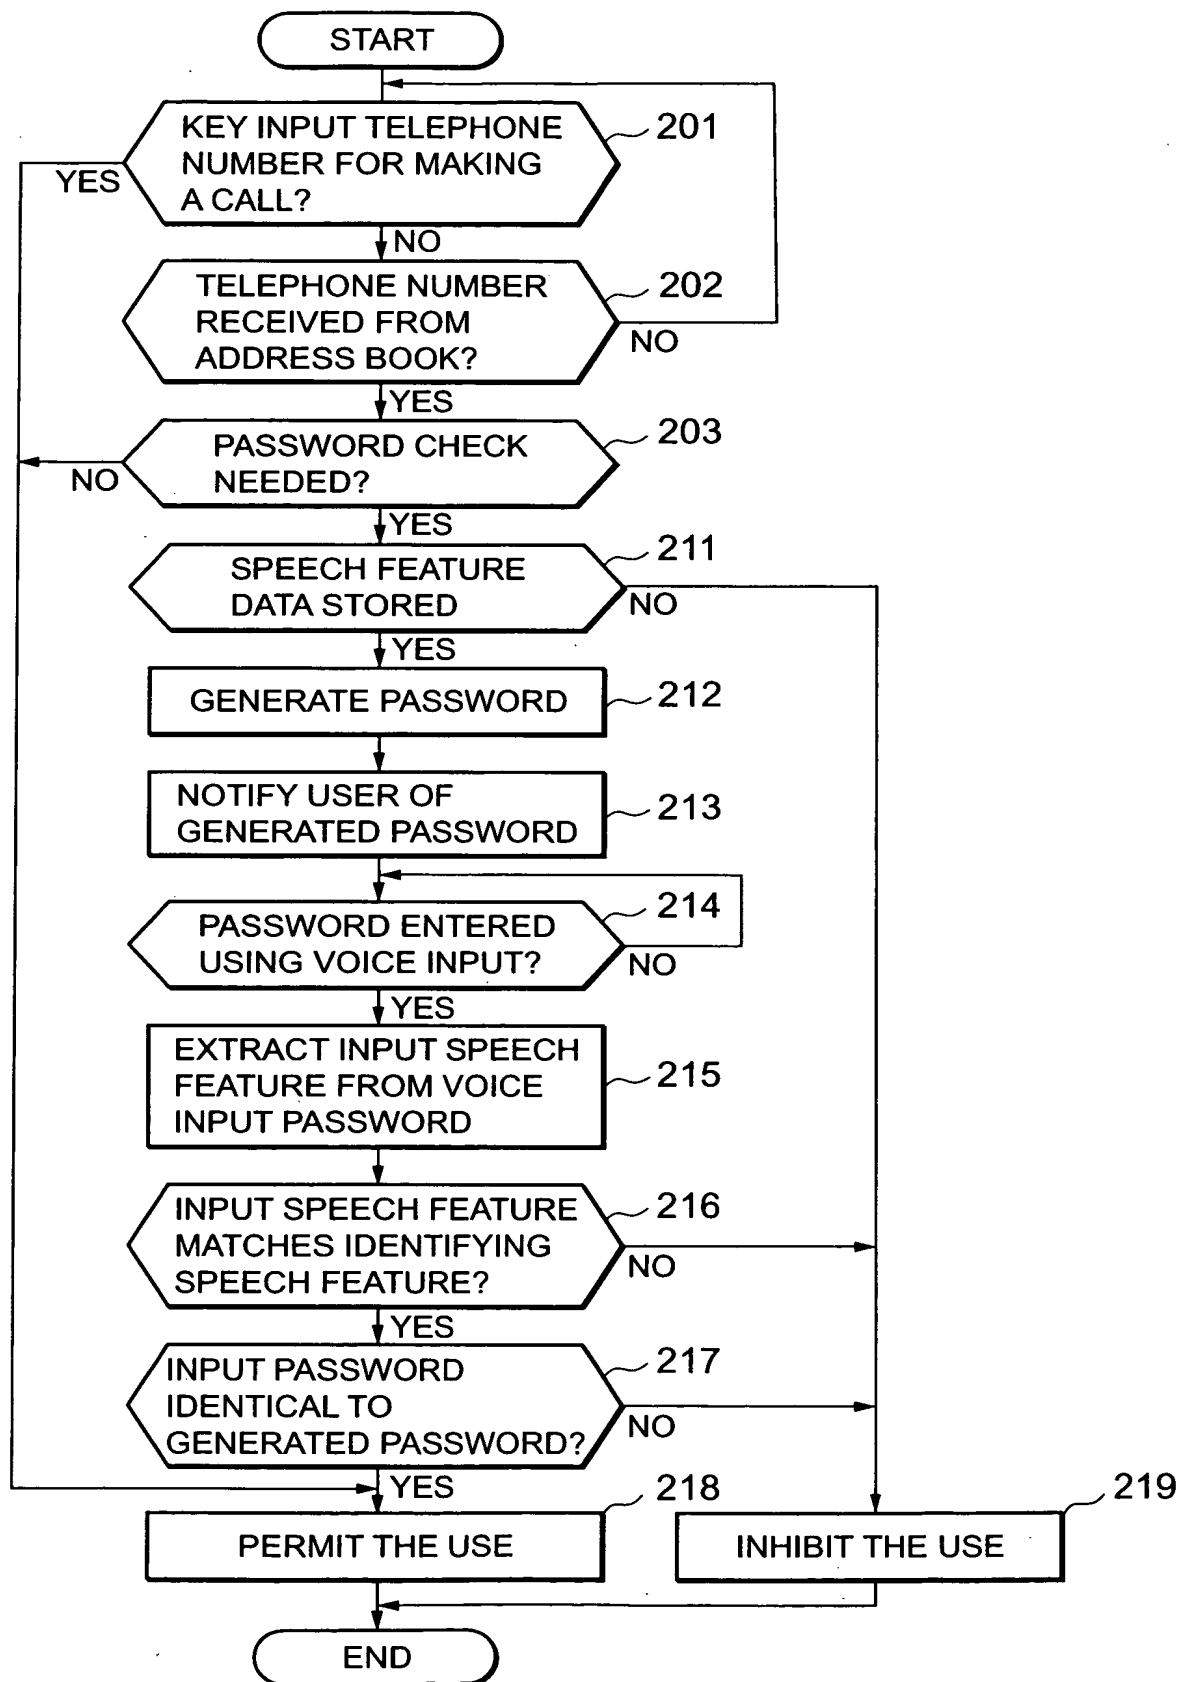 START
KEY INPUT TELEPHONE
NUMBER FOR MAKING
A CALL?
201
YES
NO
TELEPHONE NUMBER
RECEIVED FROM
ADDRESS BOOK?
202
NO
YES
PASSWORD CHECK
NEEDED?
203
NO
YES
SPEECH FEATURE
DATA STORED
211
NO
YES
GENERATE PASSWORD
212
NOTIFY USER OF
GENERATED PASSWORD
213
PASSWORD ENTERED
USING VOICE INPUT?
214
NO
YES
EXTRACT INPUT SPEECH
FEATURE FROM VOICE
INPUT PASSWORD
215
INPUT SPEECH FEATURE
MATCHES IDENTIFYING
SPEECH FEATURE?
216
NO
YES
INPUT PASSWORD
IDENTICAL TO
GENERATED PASSWORD?
217
NO
YES
PERMIT THE USE
218
INHIBIT THE USE
219
END